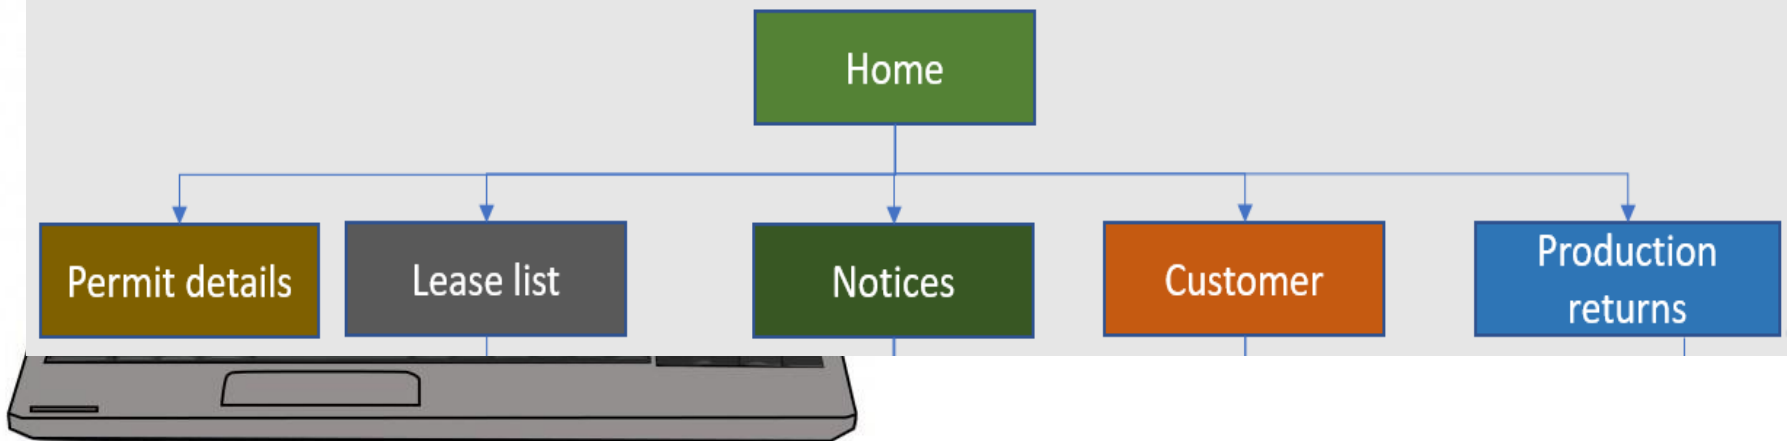 Home
Permit details
Lease list
Notices
Customer
Production
returns